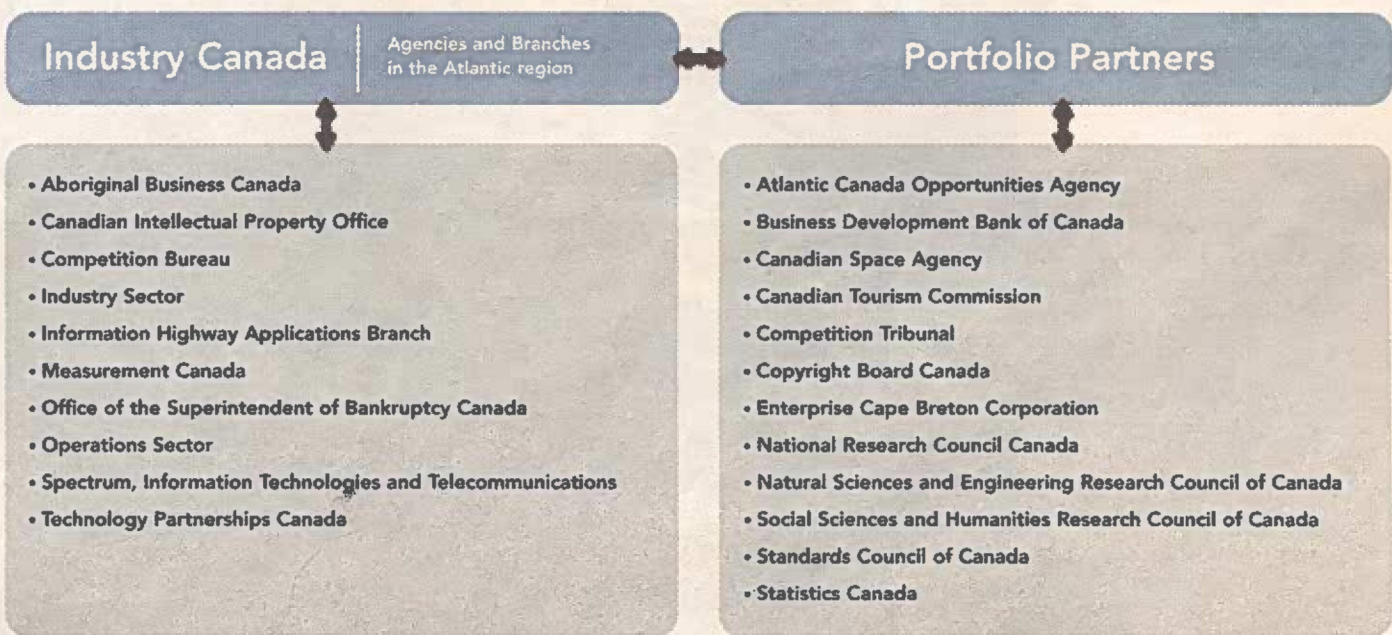 Industry Canada
Agencies and Branches
in the Atlantic region
• Aboriginal Business Canada
• Canadian Intellectual Property Office
• Competition Bureau
• Industry Sector
• Information Highway Applications Branch
• Measurement Canada
• Office of the Superintendent of Bankruptcy Canada
• Operations Sector
• Spectrum, Information Technologies and Telecommunications
• Technology Partnerships Canada
Portfolio Partners
• Atlantic Canada Opportunities Agency
• Business Development Bank of Canada
• Canadian Space Agency
• Canadian Tourism Commission
• Competition Tribunal
• Copyright Board Canada
• Enterprise Cape Breton Corporation
• National Research Council Canada
• Natural Sciences and Engineering Research Council of Canada
• Social Sciences and Humanities Research Council of Canada
• Standards Council of Canada
• Statistics Canada